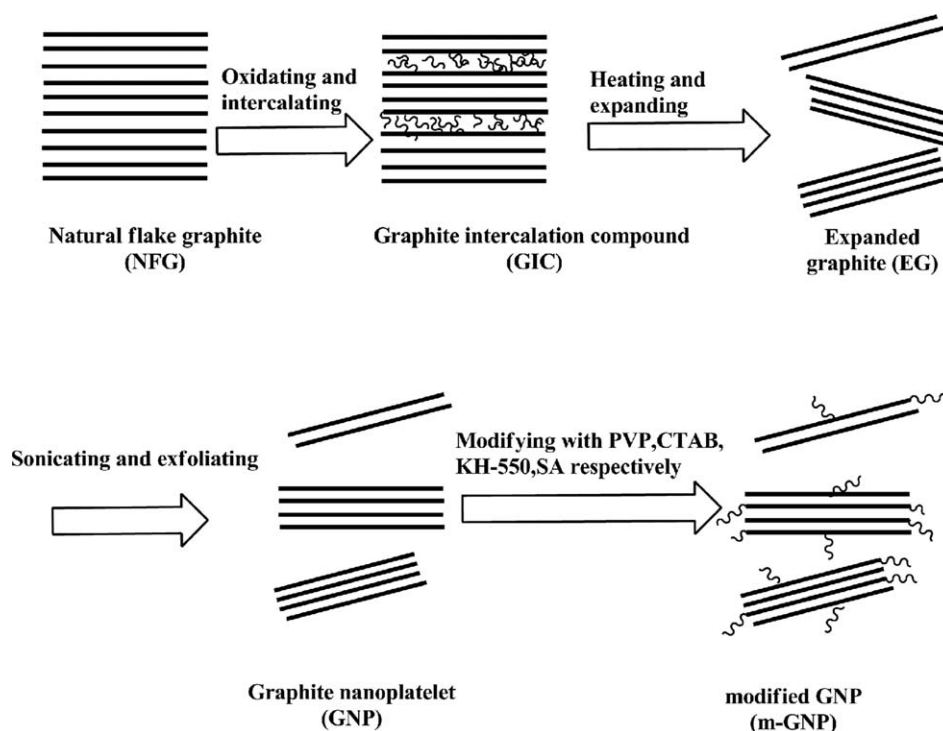 Oxidating and
intercalating
Heating and
expanding
Natural flake graphite
(NFG)
Graphite intercalation compound
(GIC)
Expanded
graphite (EG)
Sonicating and exfoliating
Modifying with PVP,CTAB,
KH-550,SA respectively
Graphite nanoplatelet
(GNP)
modified GNP
(m-GNP)